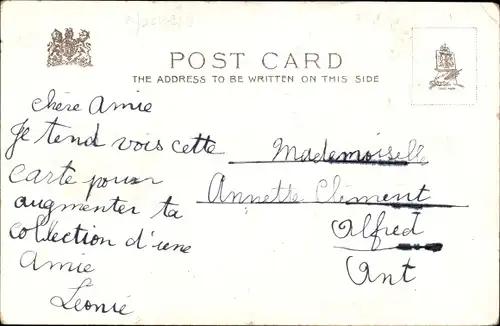 POST CARD
THE ADDRESS TO BE WRITTEN ON THIS SIDE
chère Amie
Je tend vois cette
carte pour
augmenter ta
collection d'une
Amie
Léonie
Mademoiselle
Annette Clément
Alfred
Ont